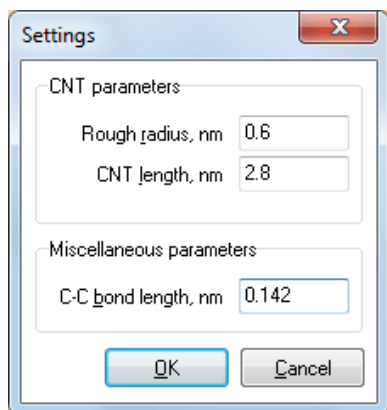 Settings
CNT parameters
Rough radius, nm 0.6
CNT length, nm 2.8
Miscellaneous parameters
C-C bond length, nm 0.142
OK Cancel